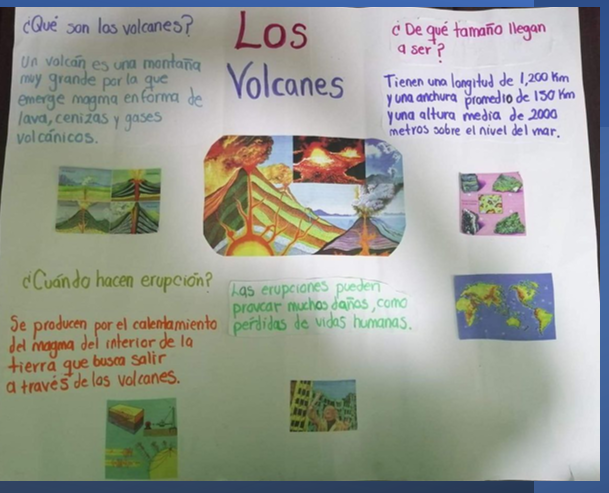 Los
Volcanes
¿Qué son los volcanes?
Un volcán es una montaña
muy grande por la que
emerge magma en forma de
lava, cenizas y gases
volcánicos.
¿De qué tamaño llegan
a ser?
Tienen una longitud de 1,200 Km
y una anchura promedio de 150 Km
y una altura media de 2000
metros sobre el nivel del mar.
¿Cuándo hacen erupción?
Se producen por el calentamiento
del magma del interior de la
tierra que busca salir
a través de los volcanes.
Las erupciones pueden
provcar muchos daños, como
perdidas de vidas humanas.